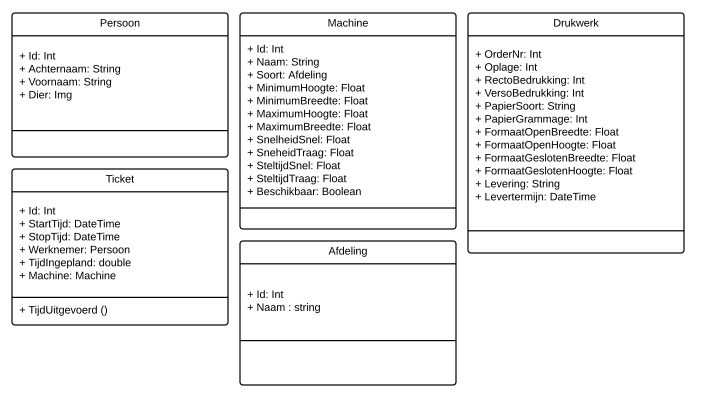 Persoon
+ Id: Int
+ Achternaam: String
+ Voornaam: String
+ Dier: Img
Ticket
+ Id: Int
+ StartTijd: DateTime
+ StopTijd: DateTime
+ Werknemer: Persoon
+ TijdIngepland: double
+ Machine: Machine
+ TijdUitgevoerd ()
Machine
+ Id: Int
+ Naam: String
+ Soort: Afdeling
+ MinimumHoogte: Float
+ MinimumBreedte: Float
+ MaximumHoogte: Float
+ MaximumBreedte: Float
+ SnelheidSnel: Float
+ SneheidTraag: Float
+ SteltijdSnel: Float
+ SteltijdTraag: Float
+ Beschikbaar: Boolean
Afdeling
+ Id: Int
+ Naam : string
Drukwerk
+ OrderNr: Int
+ Oplage: Int
+ RectoBedrukking: Int
+ VersoBedrukking: Int
+ PapierSoort: String
+ PapierGrammage: Int
+ FormaatOpenBreedte: Float
+ FormaatOpenHoogte: Float
+ FormaatGeslotenBreedte: Float
+ FormaatGeslotenHoogte: Float
+ Levering: String
+ Levertermijn: DateTime